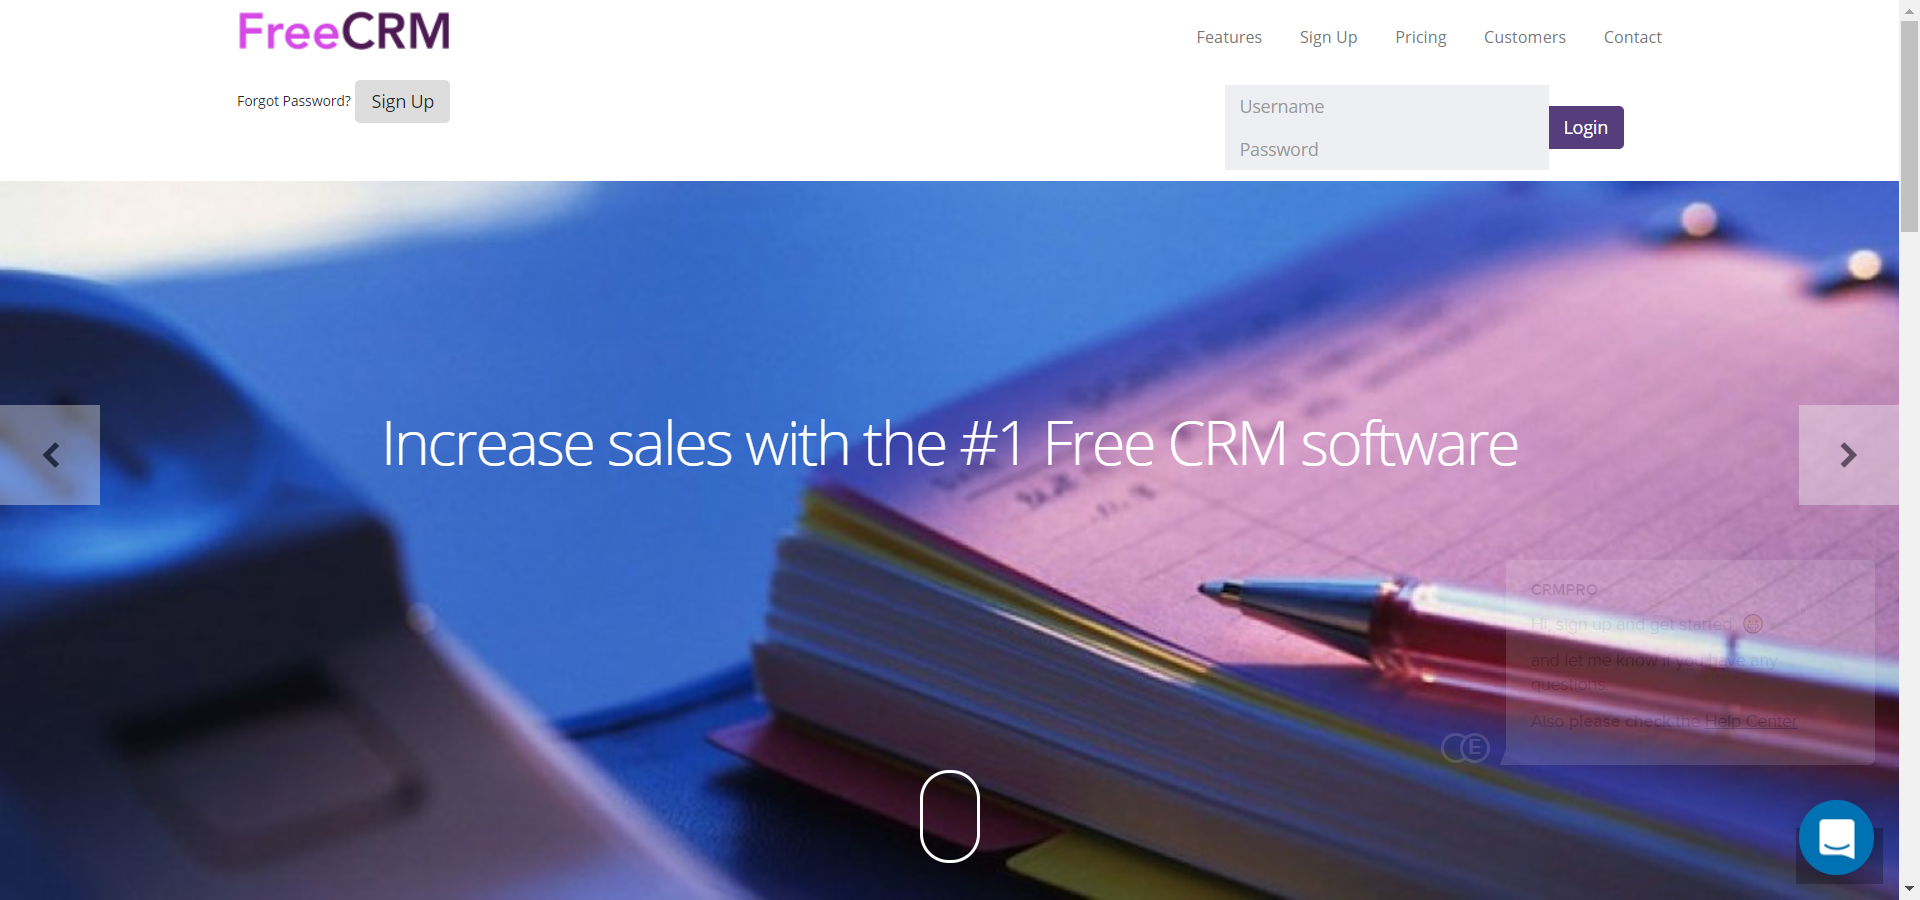 FreeCRM
Features Sign Up Pricing Customers Contact
Forgot Password? Sign Up
Username
Password
Login
Increase sales with the #1 Free CRM software
CRMPRO
Hi, sign up and get started
and let me know if you have any
questions.
Also please check the Help Center
E